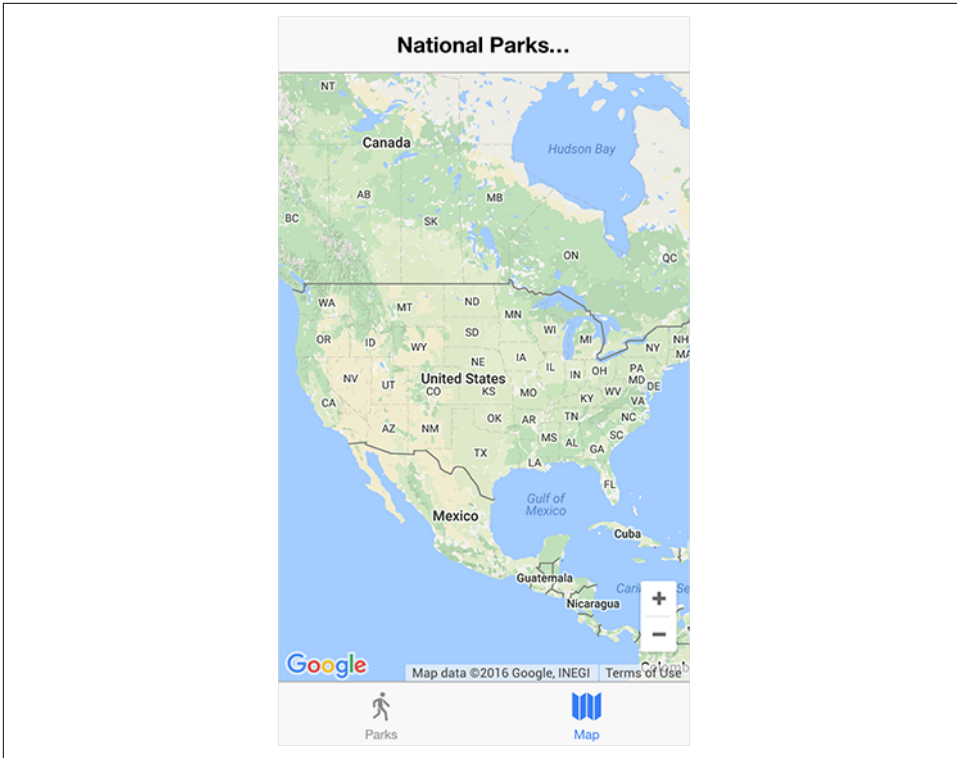 National Parks...
NT
Canada
Hudson Bay
AB
MB
BC
SK
ON
QC
WA
MT
ND
MN
OR
ID
SD
WI
MI
NY
NH
MA
WY
NE
IA
IL
IN
OH
PA
MD
DE
NV
UT
United States
CO
KS
MO
KY
WV
VA
CA
AZ
NM
OK
AR
TN
NC
SC
MS
AL
GA
TX
LA
FL
Gulf of
Mexico
Mexico
Cuba
Guatemala
Nicaragua
+
−
Google
Map data ©2016 Google, INEGI
Terms of Use
Parks
Map